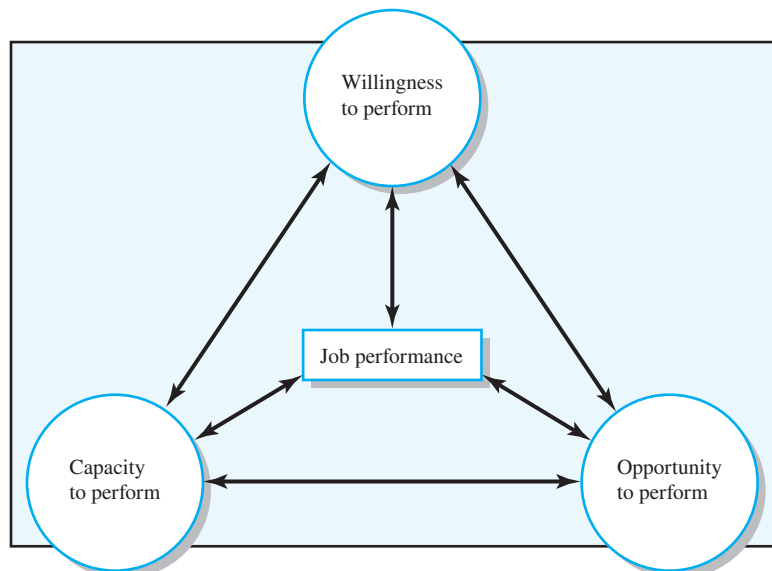 Willingness
to perform
Job performance
Capacity
to perform
Opportunity
to perform